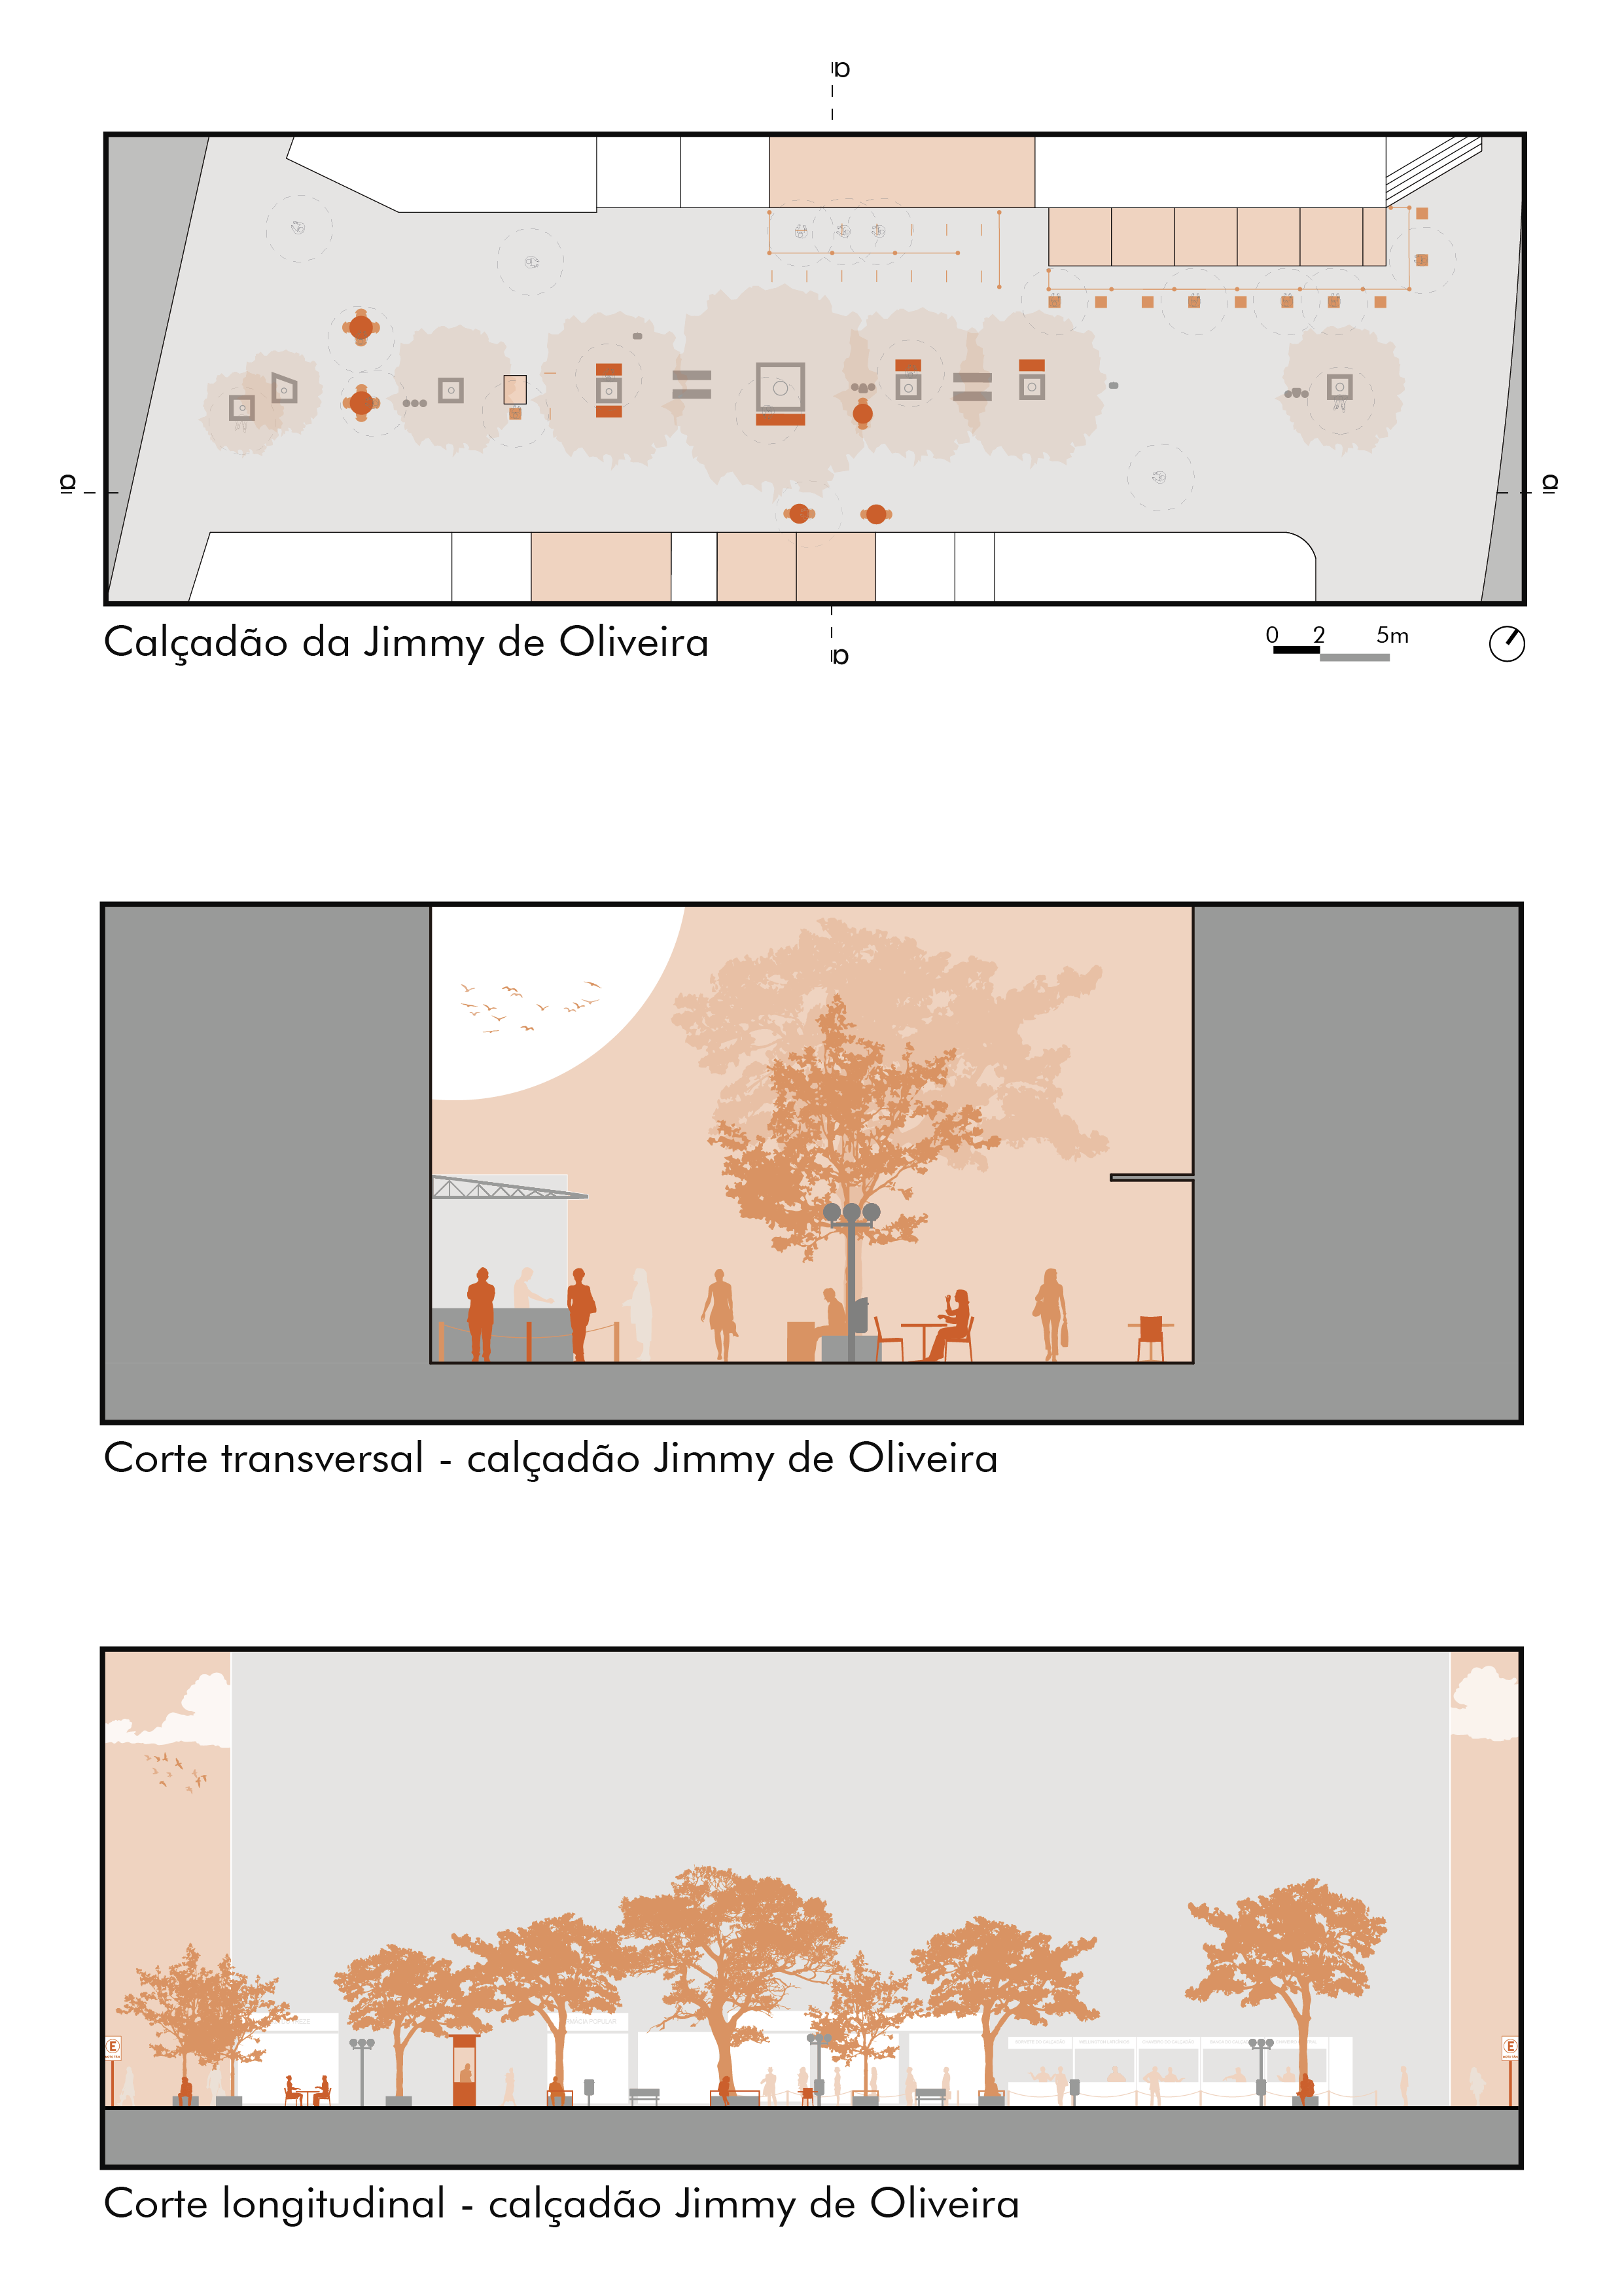 a
a
a
Calçadão da Jimmy de Oliveira
0 2 5m
a
Corte transversal - calçadão Jimmy de Oliveira
E
E
Corte longitudinal - calçadão Jimmy de Oliveira